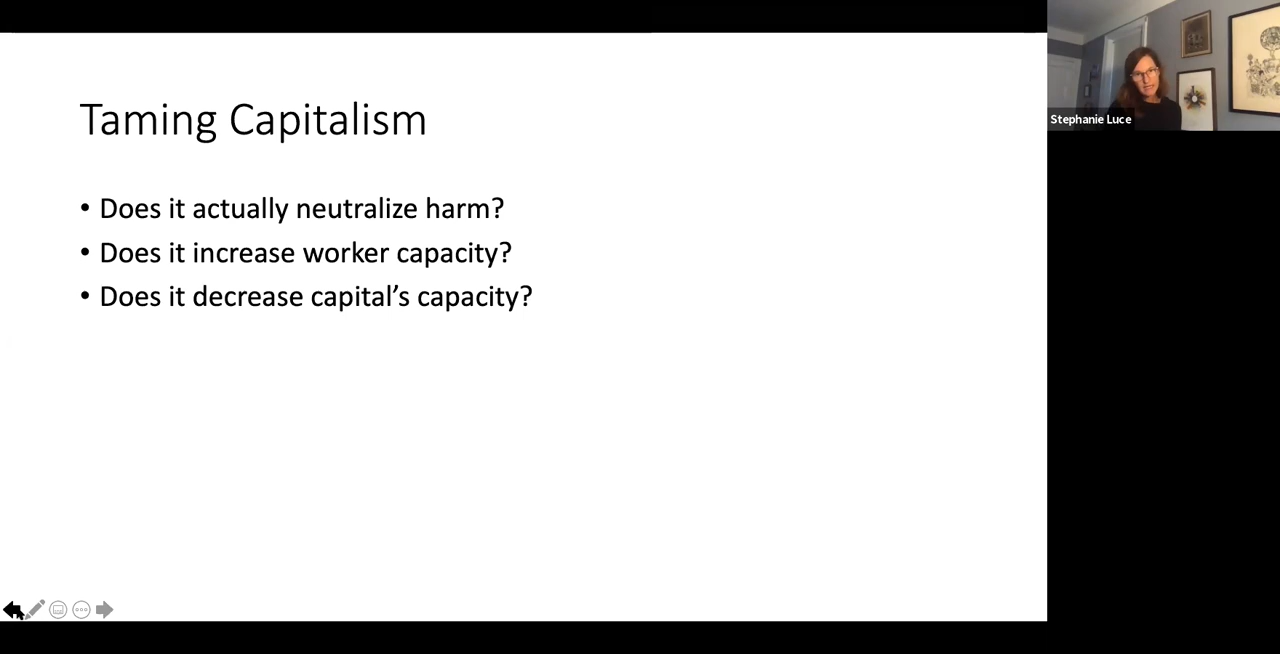 Taming Capitalism
• Does it actually neutralize harm?
• Does it increase worker capacity?
• Does it decrease capital’s capacity?
Stephanie Luce